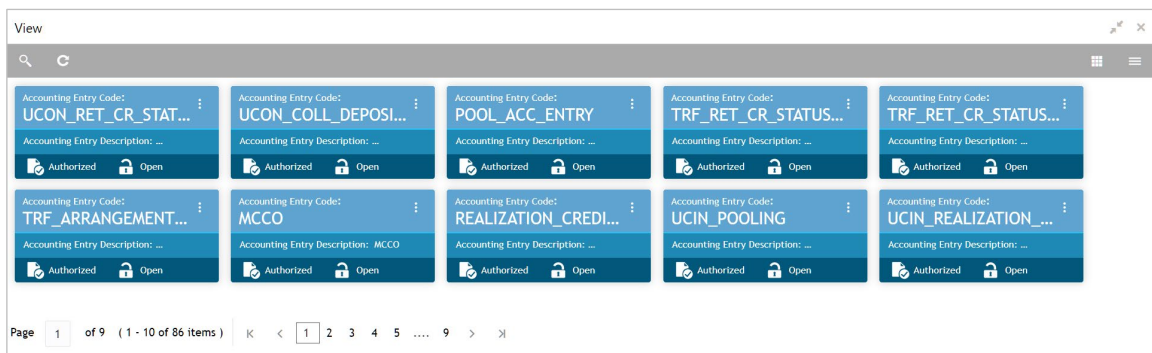 View
Accounting Entry Code: Accounting Entry Code: Accounting Entry Code: Accounting Entry Code: Accounting Entry Code:
UCON_RET_CR_STAT... UCON_COLL_DEPOSI... POOL_ACC_ENTRY TRF_RET_CR_STATUS... TRF_RET_CR_STATUS...
Accounting Entry Description: ... Accounting Entry Description: ... Accounting Entry Description: ... Accounting Entry Description: ... Accounting Entry Description: ...
Authorized Open Authorized Open Authorized Open Authorized Open Authorized Open
Accounting Entry Code: Accounting Entry Code: Accounting Entry Code: Accounting Entry Code: Accounting Entry Code:
TRF_ARRANGEMENT... MCCO REALIZATION_CREDI... UCIN_POOLING UCIN_REALIZATION_...
Accounting Entry Description: ... Accounting Entry Description: MCCO Accounting Entry Description: ... Accounting Entry Description: ... Accounting Entry Description: ...
Authorized Open Authorized Open Authorized Open Authorized Open Authorized Open
Page 1 of 9 ( 1 - 10 of 86 items ) 1 2 3 4 5 .... 9